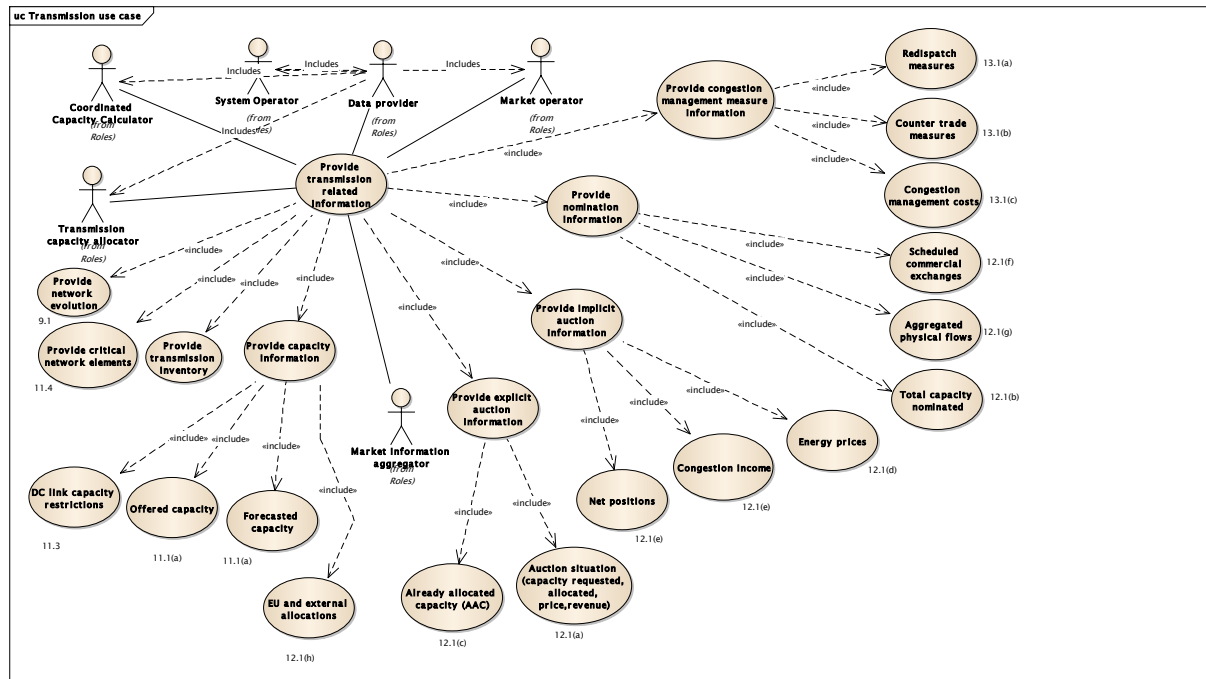 uc Transmission use case
Coordinated
Capacity Calculator
(from
Roles)
System Operator
(from
Roles)
Data provider
(from
Roles)
Market operator
(from
Roles)
Includes
Includes
Includes
Includes
Transmission
capacity allocator
(from
Roles)
Provide
transmission
related
information
Provide congestion
management measure
information
«include»
Redispatch
measures
13.1(a)
«include»
Counter trade
measures
13.1(b)
«include»
Congestion
management costs
13.1(c)
«include»
Provide
nomination
information
«include»
Scheduled
commercial
exchanges
12.1(f)
«include»
Aggregated
physical flows
12.1(g)
«include»
Total capacity
nominated
12.1(b)
«include»
Provide
network
evolution
9.1
«include»
Provide critical
network elements
11.4
«include»
Provide
transmission
inventory
«include»
Provide capacity
information
«include»
Provide explicit
auction
information
«include»
Provide implicit
auction
information
«include»
Market information
aggregator
(from
Roles)
«include»
DC link capacity
restrictions
11.3
«include»
Offered capacity
11.1(a)
«include»
Forecasted
capacity
11.1(a)
«include»
EU and external
allocations
12.1(h)
«include»
Already allocated
capacity (AAC)
12.1(c)
«include»
Auction situation
(capacity requested,
allocated,
price,revenue)
12.1(a)
«include»
Net positions
12.1(e)
«include»
Congestion income
12.1(e)
«include»
Energy prices
12.1(d)